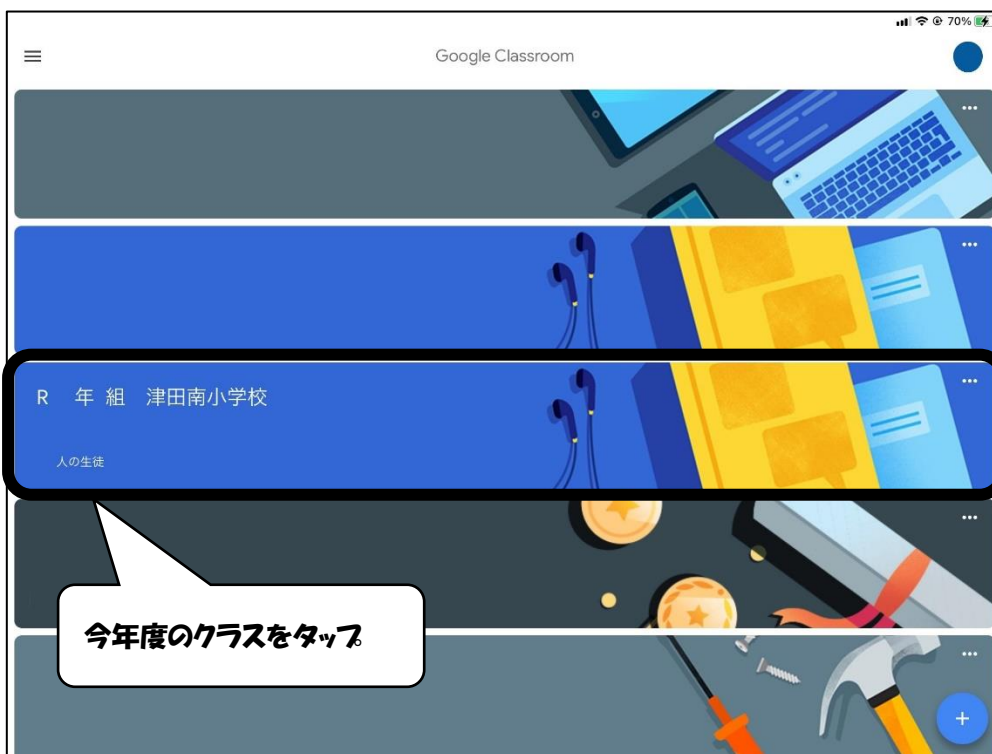 70%
Google Classroom
R 年 組 津田南小学校
人の生徒
今年度のクラスをタップ